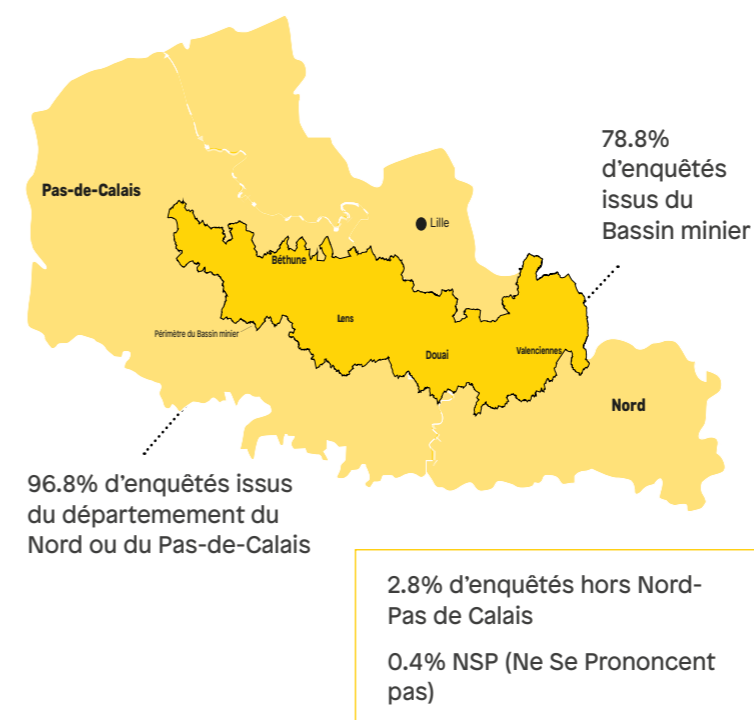 78.8%
d'enquêtés
issus du
Bassin minier
Pas-de-Calais
Lille
Béthune
Lens
Périmètre du Bassin minier
Douai
Valenciennes
Nord
96.8% d'enquêtés issus
du départemement du
Nord ou du Pas-de-Calais
2.8% d'enquêtés hors Nord-
Pas de Calais
0.4% NSP (Ne Se Prononcent
pas)